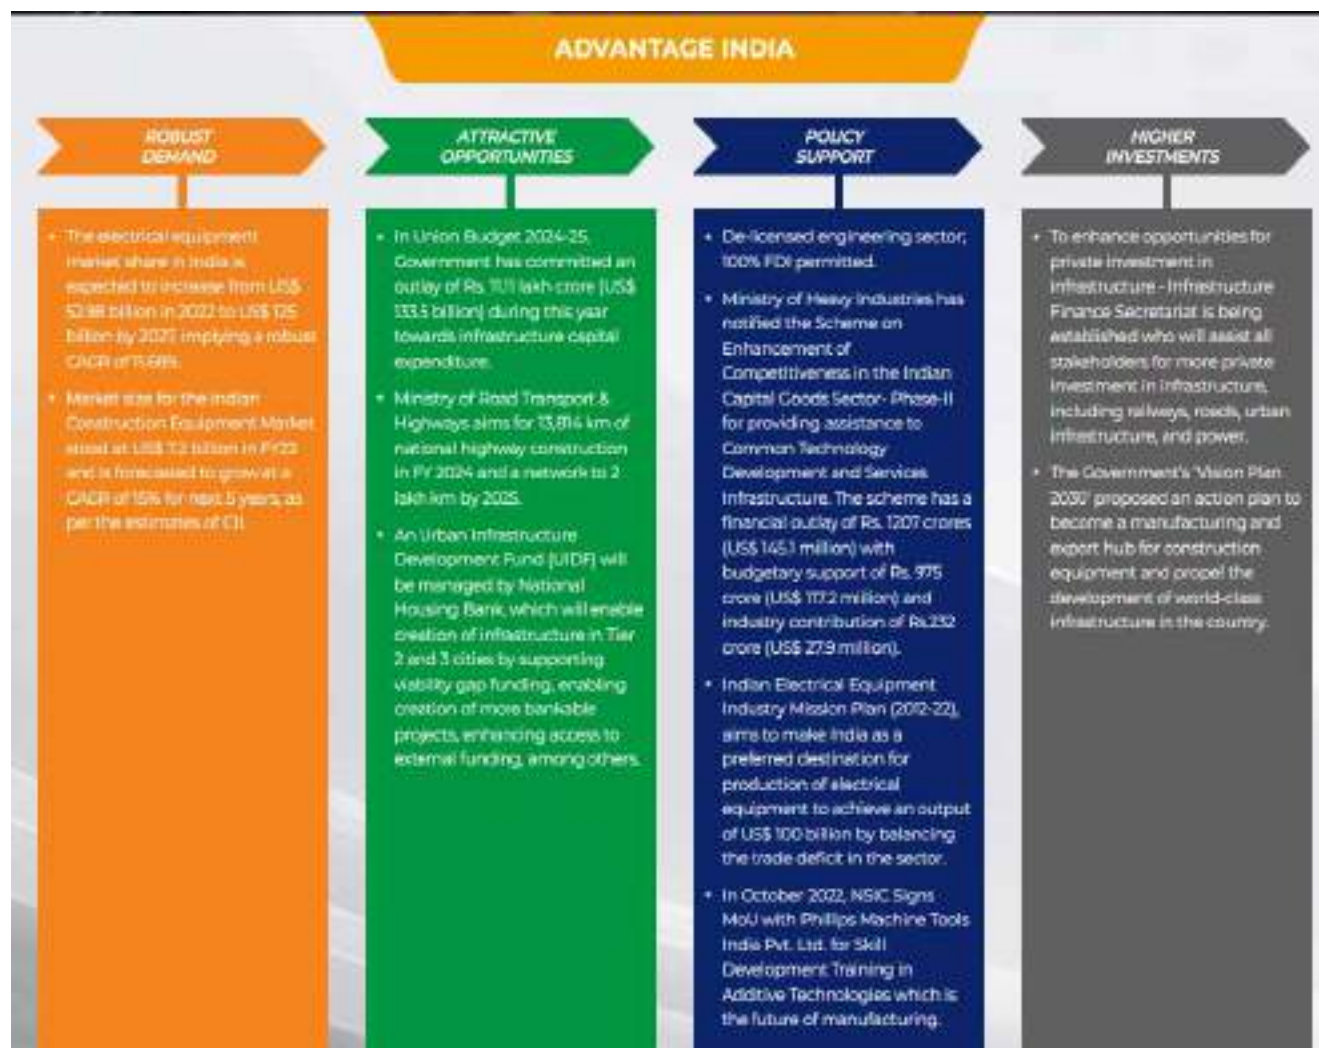 ADVANTAGE INDIA
ROBUST
DEMAND
• The electrical equipment
market share in India is
expected to increase from US$
52.98 billion in 2022 to US$ 125
billion by 2027, implying a robust
CAGR of
• Market size for the Indian
Construction Equipment Market
stood at US$ 7.2 billion in
and is forecasted to grow at a
CAGR of 15% for next 5 years, as
per the estimates of CII.
ATTRACTIVE
OPPORTUNITIES
• In Union Budget 2024-25,
Government has committed an
outlay of Rs. 11.11 lakh crore (US$
133.5 billion) during this year
towards infrastructure capital
expenditure.
• Ministry of Road Transport &
Highways aims for 13,814 km of
national highway construction
in FY 2024 and a network to 2
lakh km by 2025.
• An Urban Infrastructure
Development Fund (UIDF) will
be managed by National
Housing Bank, which will enable
creation of infrastructure in Tier
2 and 3 cities by supporting
viability gap funding, enabling
creation of more bankable
projects, enhancing access to
external funding, among others.
POLICY
SUPPORT
• De-licensed engineering sector;
100% FDI permitted.
• Ministry of Heavy Industries has
notified the Scheme on
Enhancement of
Competitiveness in the Indian
Capital Goods Sector- Phase-II
for providing assistance to
Common Technology
Development and Services
Infrastructure. The scheme has a
financial outlay of Rs. 1207 crores
(US$ 145.1 million) with
budgetary support of Rs. 975
crore (US$ 117.2 million) and
industry contribution of Rs.232
crore (US$ 27.9 million).
• Indian Electrical Equipment
Industry Mission Plan (2012-22),
aims to make India as a
preferred destination for
production of electrical
equipment to achieve an output
of US$ 100 billion by balancing
the trade deficit in the sector.
• In October 2022, NSIC Signs
MoU with Phillips Machine Tools
India Pvt. Ltd. for Skill
Development Training in
Additive Technologies which is
the future of manufacturing.
HIGHER
INVESTMENTS
• To enhance opportunities for
private investment in
infrastructure - Infrastructure
Finance Secretariat is being
established who will assist all
stakeholders for more private
investment in infrastructure,
including railways, roads, urban
infrastructure, and power.
• The Government's 'Vision Plan
2030' proposed an action plan to
become a manufacturing and
export hub for construction
equipment and propel the
development of world-class
infrastructure in the country.